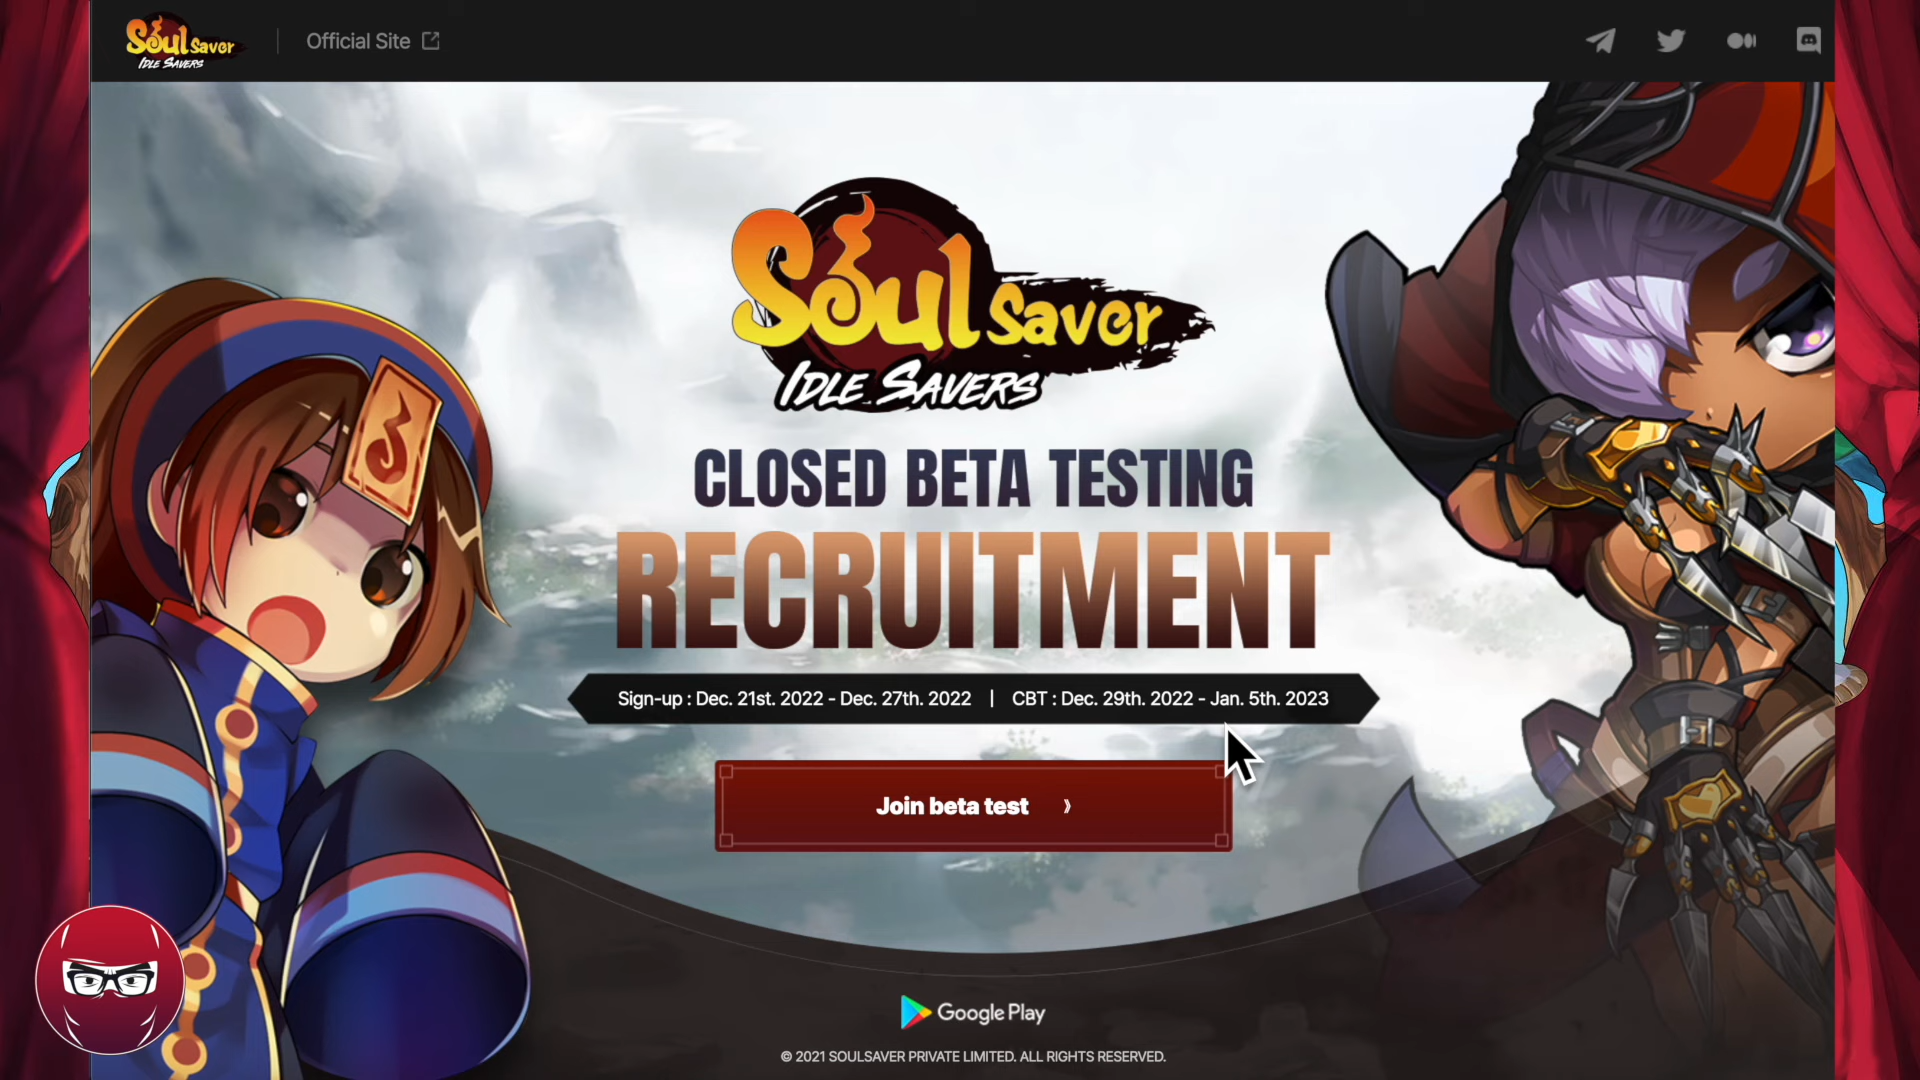 Soul Saver
IDLE SAVERS
Official Site
Soul Saver
IDLE SAVERS
CLOSED BETA TESTING
RECRUITMENT
Sign-up : Dec. 21st. 2022 - Dec. 27th. 2022 | CBT : Dec. 29th. 2022 - Jan. 5th. 2023
Join beta test
Google Play
© 2021 SOULSAVER PRIVATE LIMITED. ALL RIGHTS RESERVED.